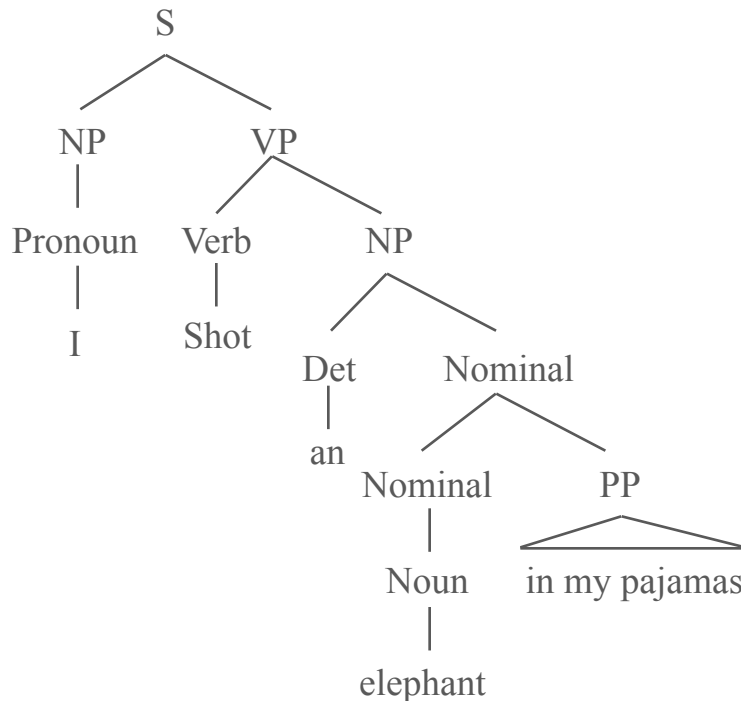 S
NP VP
Pronoun Verb NP
I Shot
Det Nominal
an
Nominal PP
Noun in my pajamas
elephant